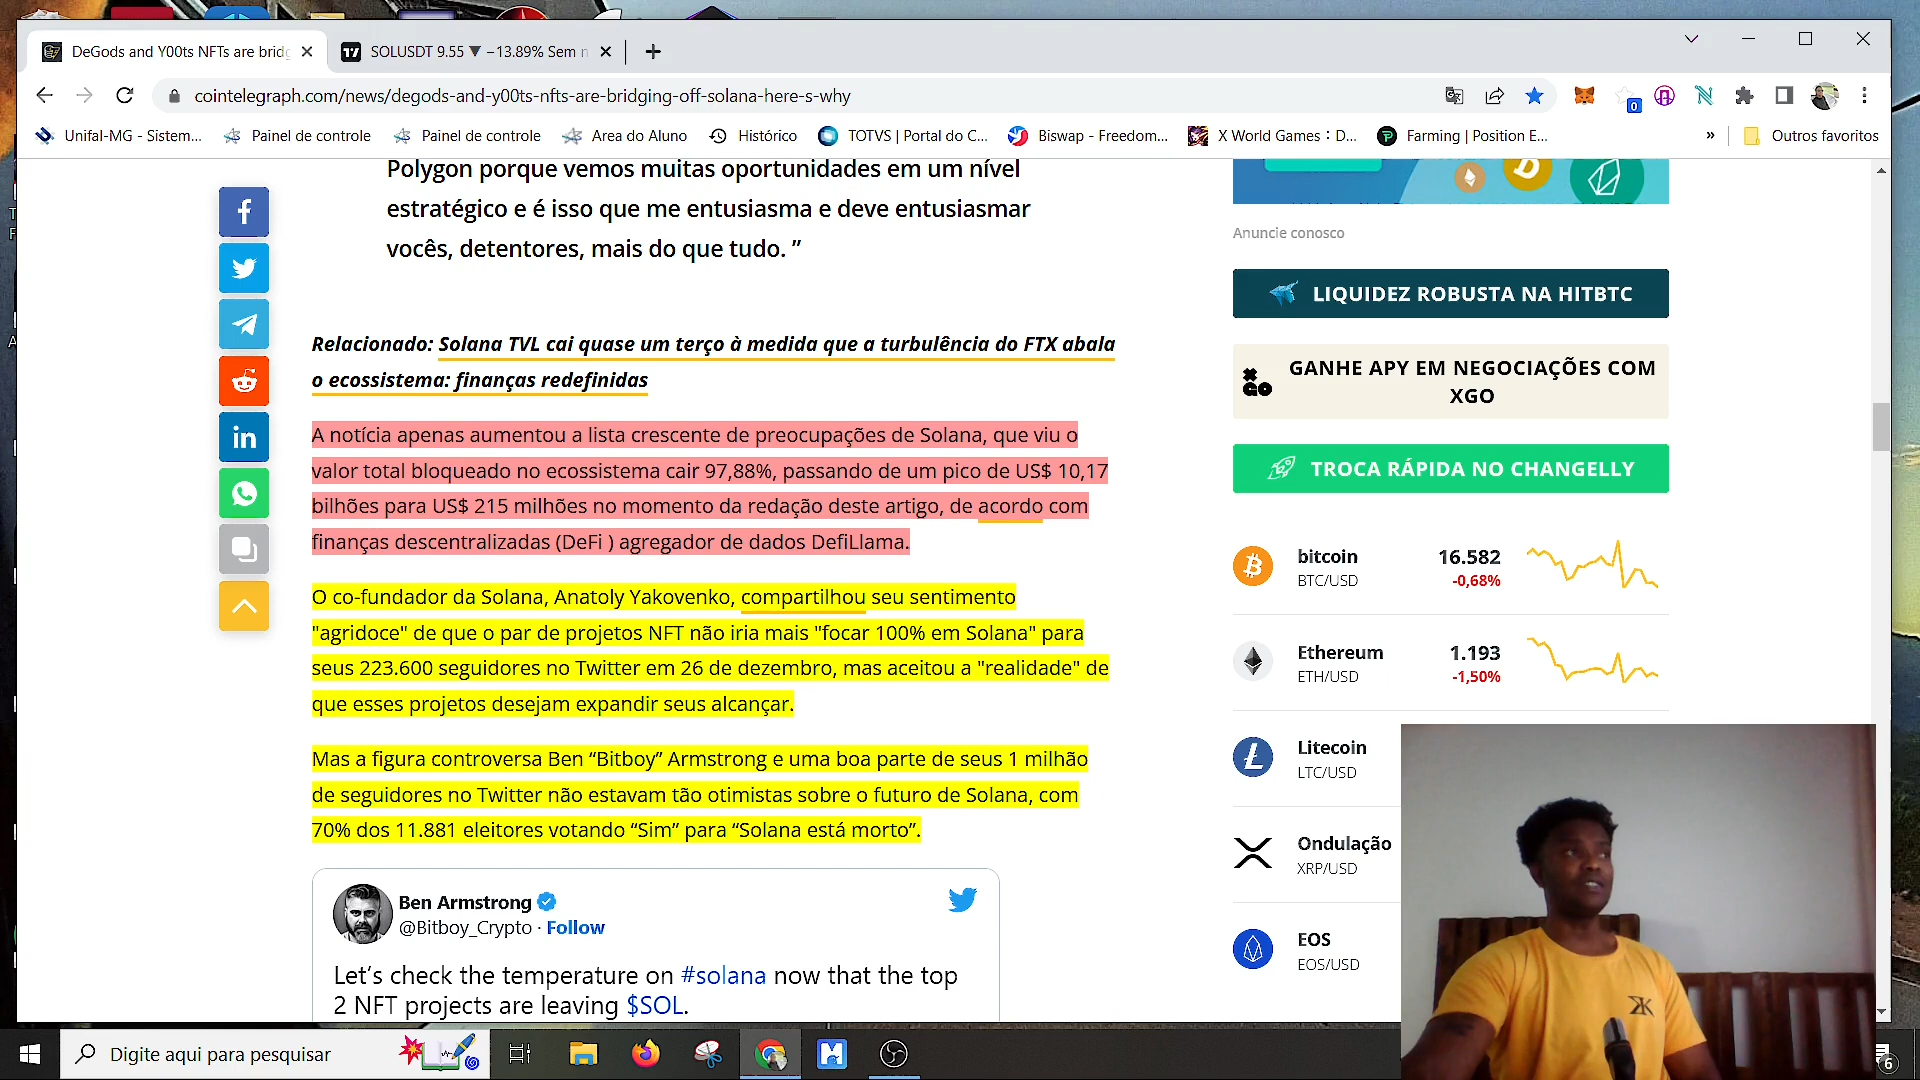 DeGods and Y00ts NFTs are bridg
SOLUSDT 9.55 ▼ −13.89% Sem n
cointelegraph.com/news/degods-and-y00ts-nfts-are-bridging-off-solana-here-s-why
0
Unifal-MG - Sistem...
Painel de controle
Painel de controle
Area do Aluno
Histórico
TOTVS | Portal do C...
Biswap - Freedom...
X World Games : D...
Farming | Position E...
»
Outros favoritos
Polygon porque vemos muitas oportunidades em um nível
estratégico e é isso que me entusiasma e deve entusiasmar
vocês, detentores, mais do que tudo. ”
Relacionado: Solana TVL cai quase um terço à medida que a turbulência do FTX abala
o ecossistema: finanças redefinidas
A notícia apenas aumentou a lista crescente de preocupações de Solana, que viu o
valor total bloqueado no ecossistema cair 97,88%, passando de um pico de US$ 10,17
bilhões para US$ 215 milhões no momento da redação deste artigo, de acordo com
finanças descentralizadas (DeFi ) agregador de dados DefiLlama.
O co-fundador da Solana, Anatoly Yakovenko, compartilhou seu sentimento
"agridoce" de que o par de projetos NFT não iria mais "focar 100% em Solana" para
seus 223.600 seguidores no Twitter em 26 de dezembro, mas aceitou a "realidade" de
que esses projetos desejam expandir seus alcançar.
Mas a figura controversa Ben “Bitboy” Armstrong e uma boa parte de seus 1 milhão
de seguidores no Twitter não estavam tão otimistas sobre o futuro de Solana, com
70% dos 11.881 eleitores votando “Sim” para “Solana está morto”.
Ben Armstrong
@Bitboy_Crypto · Follow
Let’s check the temperature on #solana now that the top
2 NFT projects are leaving $SOL.
Anuncie conosco
LIQUIDEZ ROBUSTA NA HITBTC
GANHE APY EM NEGOCIAÇÕES COM
XGO
TROCA RÁPIDA NO CHANGELLY
bitcoin 16.582
BTC/USD -0,68%
Ethereum 1.193
ETH/USD -1,50%
Litecoin
LTC/USD
Ondulação
XRP/USD
EOS
EOS/USD
Digite aqui para pesquisar
6